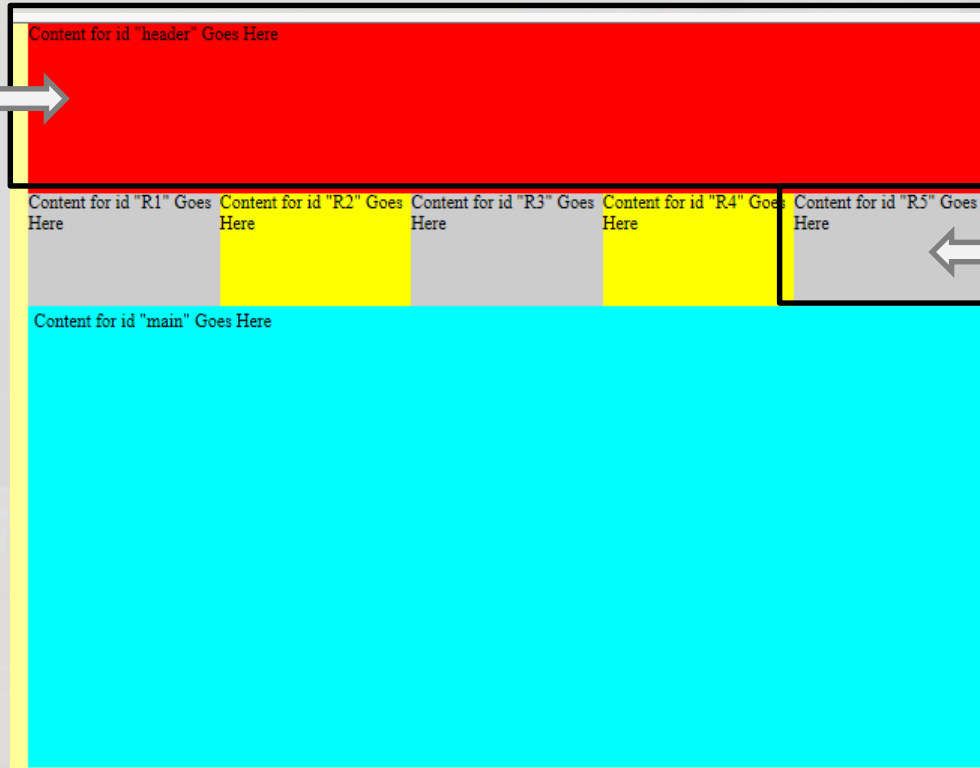 Content for id "header" Goes Here
Content for id "R1" Goes
Here
Content for id "R2" Goes
Here
Content for id "R3" Goes
Here
Content for id "R4" Goes
Here
Content for id "R5" Goes
Here
Content for id "main" Goes Here